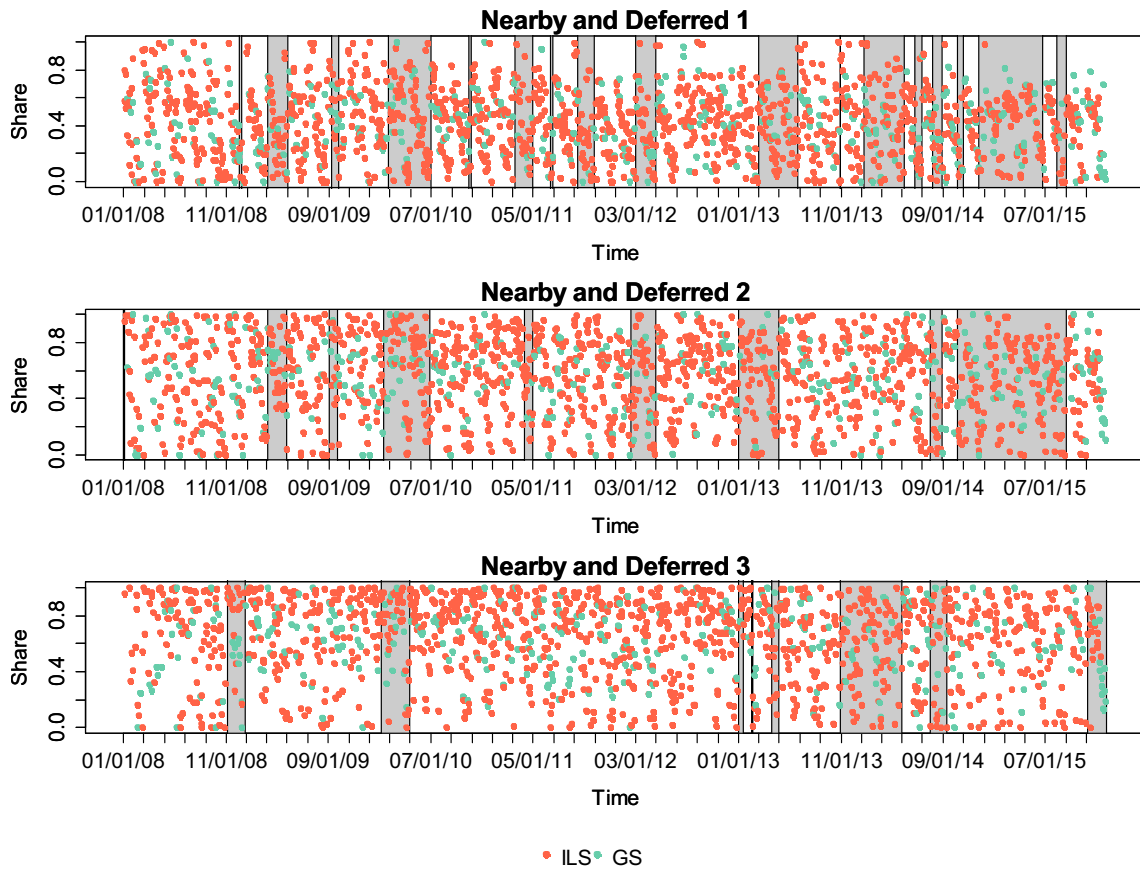 Nearby and Deferred 1
Share
0.0 0.4 0.8
01/01/08 11/01/08 09/01/09 07/01/10 05/01/11 03/01/12 01/01/13 11/01/13 09/01/14 07/01/15
Time
Nearby and Deferred 2
Share
0.0 0.4 0.8
01/01/08 11/01/08 09/01/09 07/01/10 05/01/11 03/01/12 01/01/13 11/01/13 09/01/14 07/01/15
Time
Nearby and Deferred 3
Share
0.0 0.4 0.8
01/01/08 11/01/08 09/01/09 07/01/10 05/01/11 03/01/12 01/01/13 11/01/13 09/01/14 07/01/15
Time
ILS GS